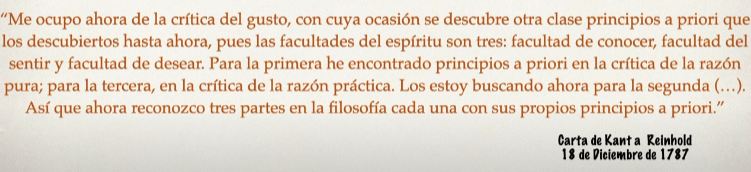 “Me ocupo ahora de la crítica del gusto, con cuya ocasión se descubre otra clase principios a priori que
los descubiertos hasta ahora, pues las facultades del espíritu son tres: facultad de conocer, facultad del
sentir y facultad de desear. Para la primera he encontrado principios a priori en la crítica de la razón
pura; para la tercera, en la crítica de la razón práctica. Los estoy buscando ahora para la segunda (…).
Así que ahora reconozco tres partes en la filosofía cada una con sus propios principios a priori.”
Carta de Kant a Reinhold
18 de Diciembre de 1787